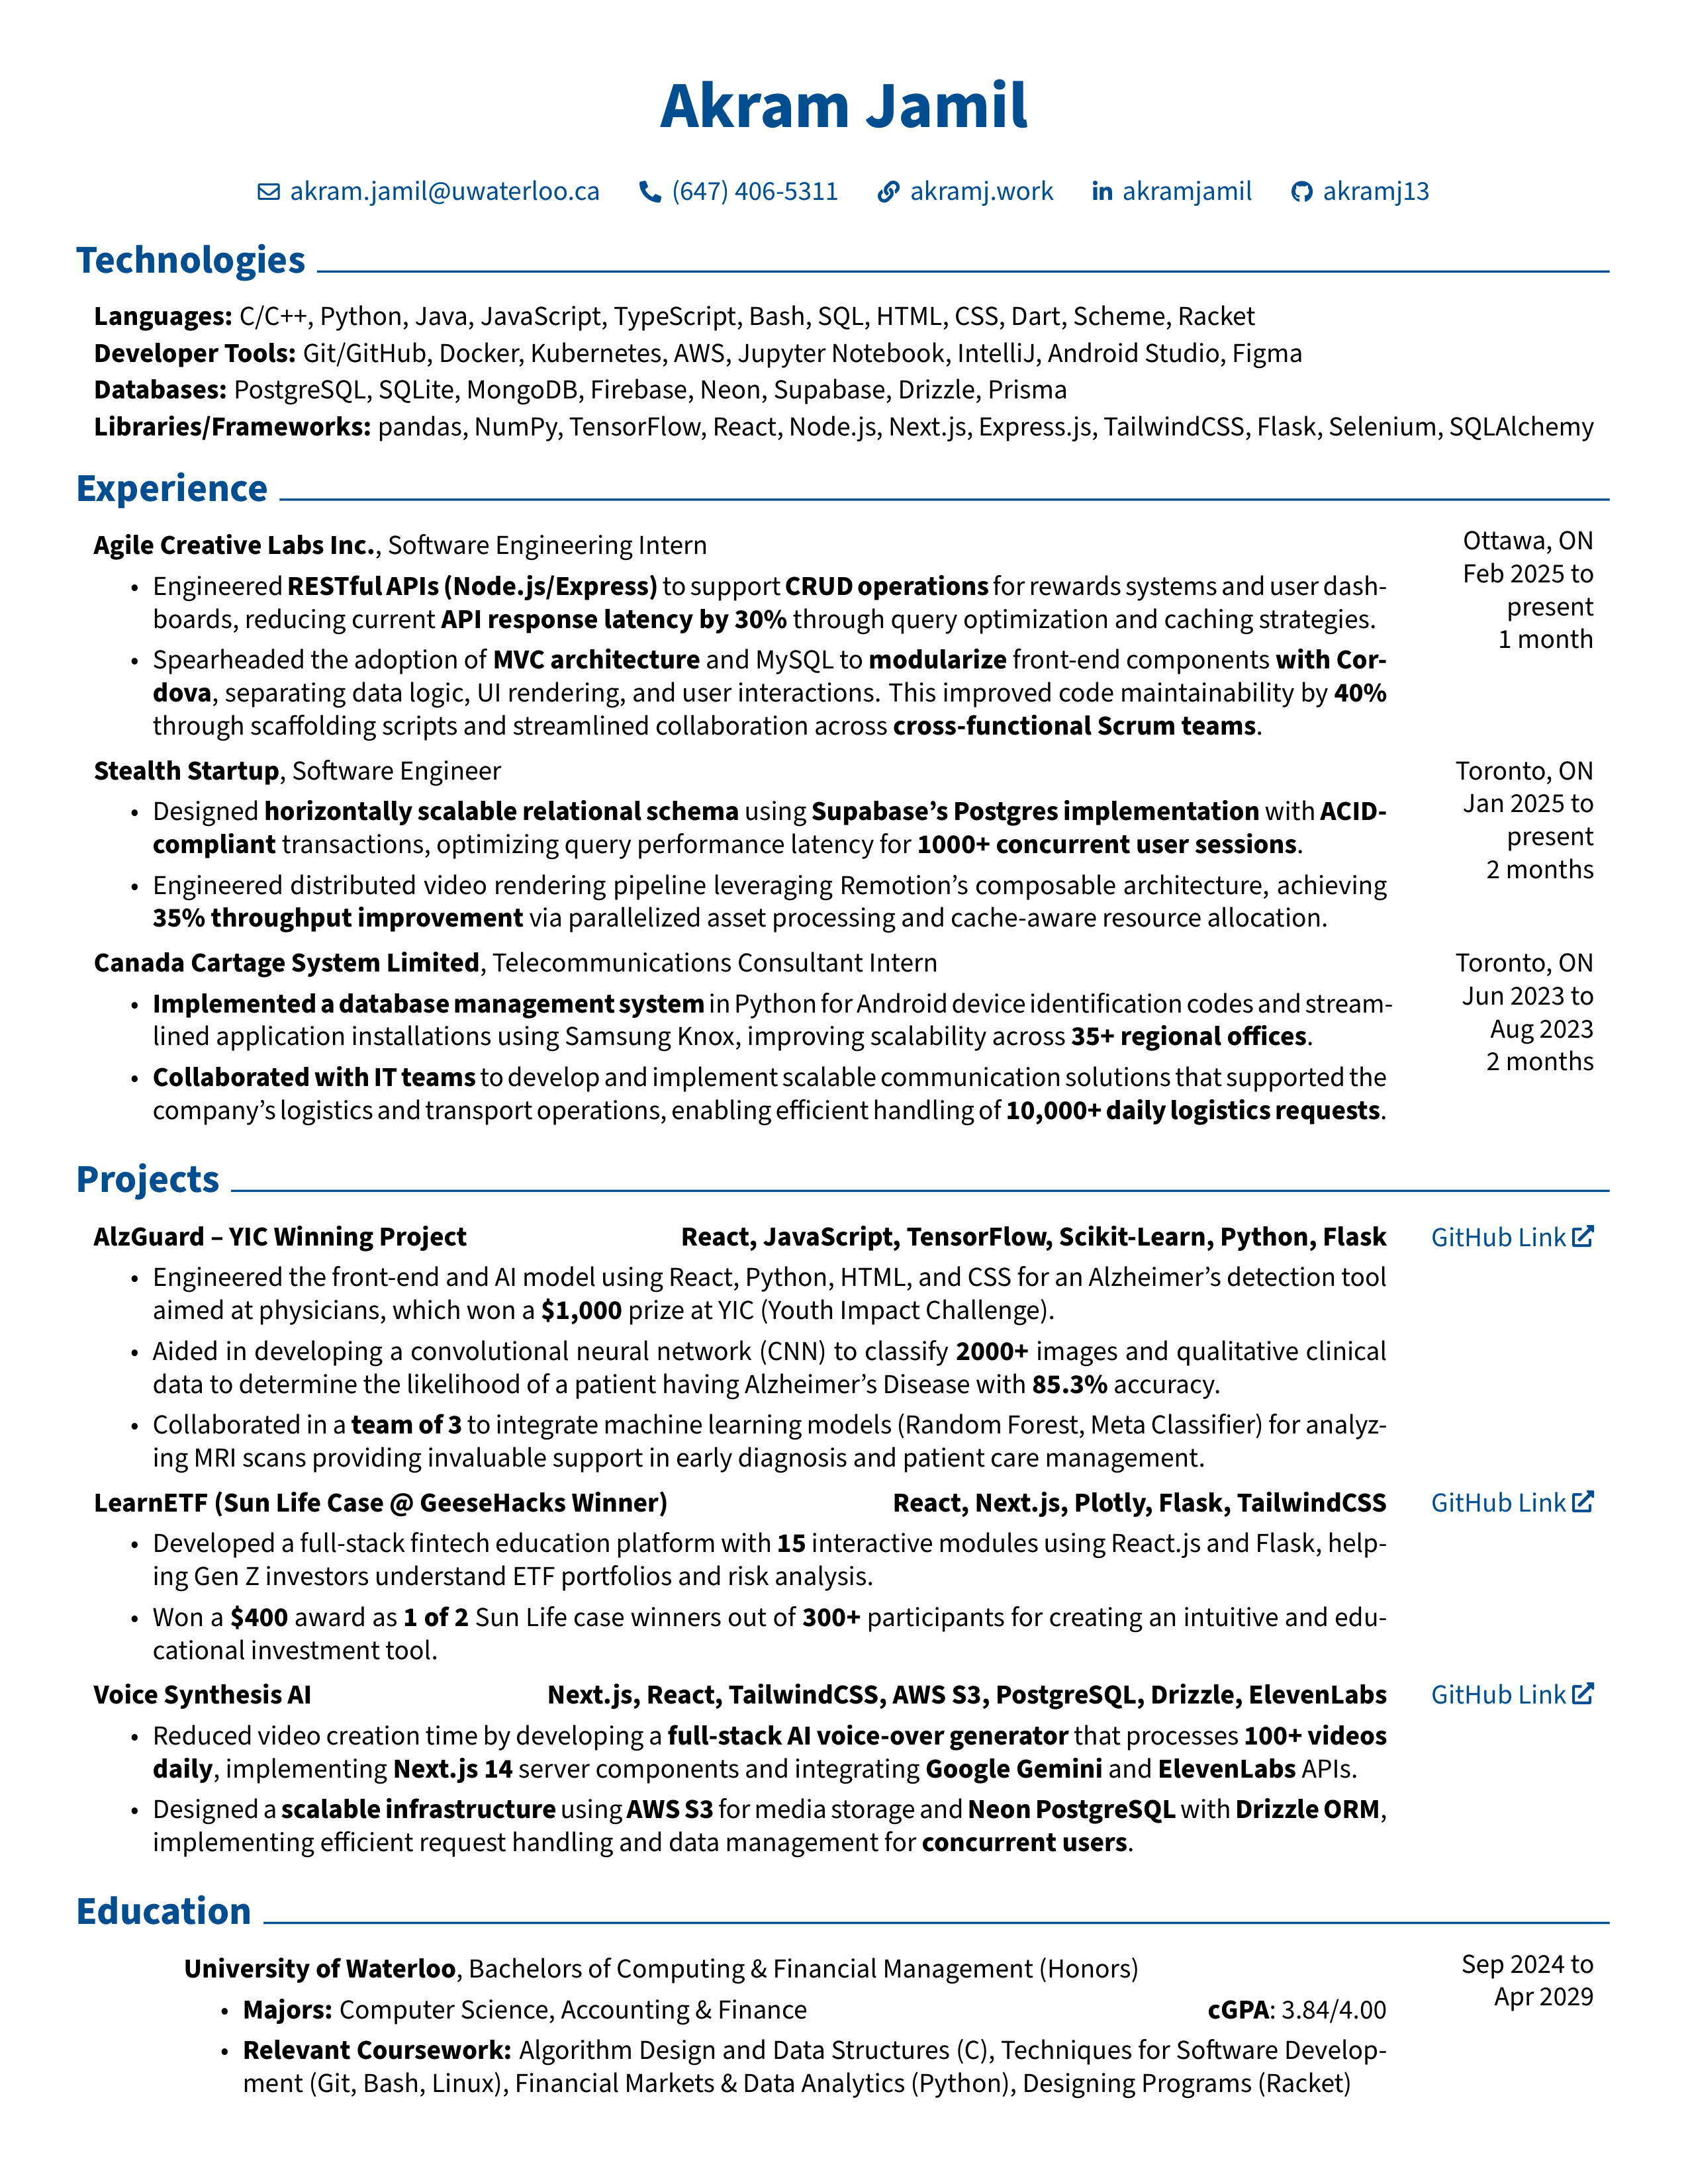 Akram Jamil
akram.jamil@uwaterloo.ca (647) 406-5311 akramj.work akramjamil akramj13
Technologies
Languages: C/C++, Python, Java, JavaScript, TypeScript, Bash, SQL, HTML, CSS, Dart, Scheme, Racket
Developer Tools: Git/GitHub, Docker, Kubernetes, AWS, Jupyter Notebook, IntelliJ, Android Studio, Figma
Databases: PostgreSQL, SQLite, MongoDB, Firebase, Neon, Supabase, Drizzle, Prisma
Libraries/Frameworks: pandas, NumPy, TensorFlow, React, Node.js, Next.js, Express.js, TailwindCSS, Flask, Selenium, SQLAlchemy
Experience
Agile Creative Labs Inc., Software Engineering Intern
• Engineered RESTful APIs (Node.js/Express) to support CRUD operations for rewards systems and user dash-
boards, reducing current API response latency by 30% through query optimization and caching strategies.
• Spearheaded the adoption of MVC architecture and MySQL to modularize front-end components with Cor-
dova, separating data logic, UI rendering, and user interactions. This improved code maintainability by 40%
through scaffolding scripts and streamlined collaboration across cross-functional Scrum teams.
Ottawa, ON
Feb 2025 to
present
1 month
Stealth Startup, Software Engineer
• Designed horizontally scalable relational schema using Supabase's Postgres implementation with ACID-
compliant transactions, optimizing query performance latency for 1000+ concurrent user sessions.
• Engineered distributed video rendering pipeline leveraging Remotion's composable architecture, achieving
35% throughput improvement via parallelized asset processing and cache-aware resource allocation.
Toronto, ON
Jan 2025 to
present
2 months
Canada Cartage System Limited, Telecommunications Consultant Intern
• Implemented a database management system in Python for Android device identification codes and stream-
lined application installations using Samsung Knox, improving scalability across 35+ regional offices.
• Collaborated with IT teams to develop and implement scalable communication solutions that supported the
company's logistics and transport operations, enabling efficient handling of 10,000+ daily logistics requests.
Toronto, ON
Jun 2023 to
Aug 2023
2 months
Projects
AlzGuard – YIC Winning Project React, JavaScript, TensorFlow, Scikit-Learn, Python, Flask GitHub Link
• Engineered the front-end and AI model using React, Python, HTML, and CSS for an Alzheimer's detection tool
aimed at physicians, which won a $1,000 prize at YIC (Youth Impact Challenge).
• Aided in developing a convolutional neural network (CNN) to classify 2000+ images and qualitative clinical
data to determine the likelihood of a patient having Alzheimer's Disease with 85.3% accuracy.
• Collaborated in a team of 3 to integrate machine learning models (Random Forest, Meta Classifier) for analyz-
ing MRI scans providing invaluable support in early diagnosis and patient care management.
LearnETF (Sun Life Case @ GeeseHacks Winner) React, Next.js, Plotly, Flask, TailwindCSS GitHub Link
• Developed a full-stack fintech education platform with 15 interactive modules using React.js and Flask, help-
ing Gen Z investors understand ETF portfolios and risk analysis.
• Won a $400 award as 1 of 2 Sun Life case winners out of 300+ participants for creating an intuitive and edu-
cational investment tool.
Voice Synthesis AI Next.js, React, TailwindCSS, AWS S3, PostgreSQL, Drizzle, ElevenLabs GitHub Link
• Reduced video creation time by developing a full-stack AI voice-over generator that processes 100+ videos
daily, implementing Next.js 14 server components and integrating Google Gemini and ElevenLabs APIs.
• Designed a scalable infrastructure using AWS S3 for media storage and Neon PostgreSQL with Drizzle ORM,
implementing efficient request handling and data management for concurrent users.
Education
University of Waterloo, Bachelors of Computing & Financial Management (Honors)
• Majors: Computer Science, Accounting & Finance cGPA: 3.84/4.00
• Relevant Coursework: Algorithm Design and Data Structures (C), Techniques for Software Develop-
ment (Git, Bash, Linux), Financial Markets & Data Analytics (Python), Designing Programs (Racket)
Sep 2024 to
Apr 2029